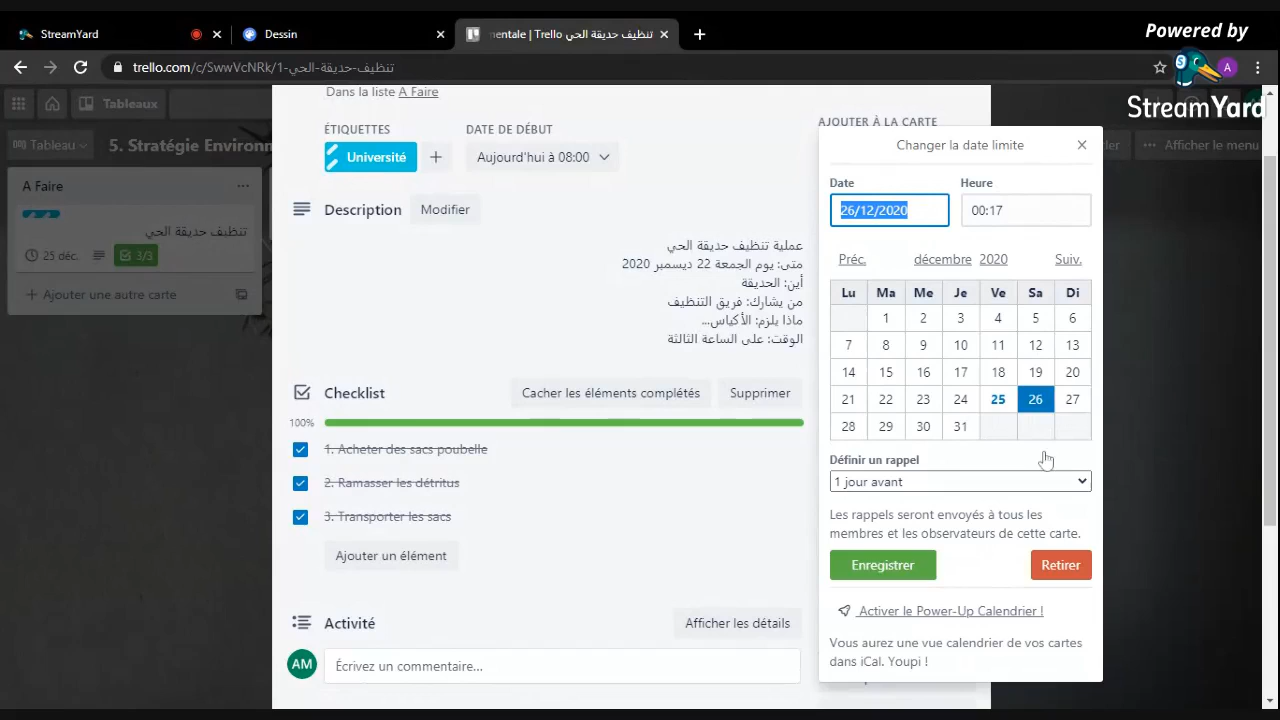 StreamYard
Dessin
mentale | Trello تنظيف حديقة الحي
Powered by
StreamYard
trello.com/c/SwwVcNRk/1-تنظيف-حديقة-الحي
A
Tableaux
Tableau
5. Stratégie Environn
Afficher le menu
A Faire
تنظيف حديقة الحي
25 déc.
3/3
+ Ajouter une autre carte
Dans la liste A Faire
ÉTIQUETTES
DATE DE DÉBUT
Université
+
Aujourd'hui à 08:00
Description
Modifier
عملية تنظيف حديقة الحي
متى: يوم الجمعة 22 ديسمبر 2020
أين: الحديقة
من يشارك: فريق التنظيف
ماذا يلزم: الأكياس...
الوقت: على الساعة الثالثة
Checklist
Cacher les éléments complétés
Supprimer
100%
1. Acheter des sacs poubelle
2. Ramasser les détritus
3. Transporter les sacs
Ajouter un élément
Activité
Afficher les détails
AM
Écrivez un commentaire...
AJOUTER À LA CARTE
Changer la date limite
Date
Heure
26/12/2020
00:17
Préc.
décembre 2020
Suiv.
Lu Ma Me Je Ve Sa Di
1 2 3 4 5 6
7 8 9 10 11 12 13
14 15 16 17 18 19 20
21 22 23 24 25 26 27
28 29 30 31
Définir un rappel
1 jour avant
Les rappels seront envoyés à tous les
membres et les observateurs de cette carte.
Enregistrer
Retirer
Activer le Power-Up Calendrier !
Vous aurez une vue calendrier de vos cartes
dans iCal. Youpi !